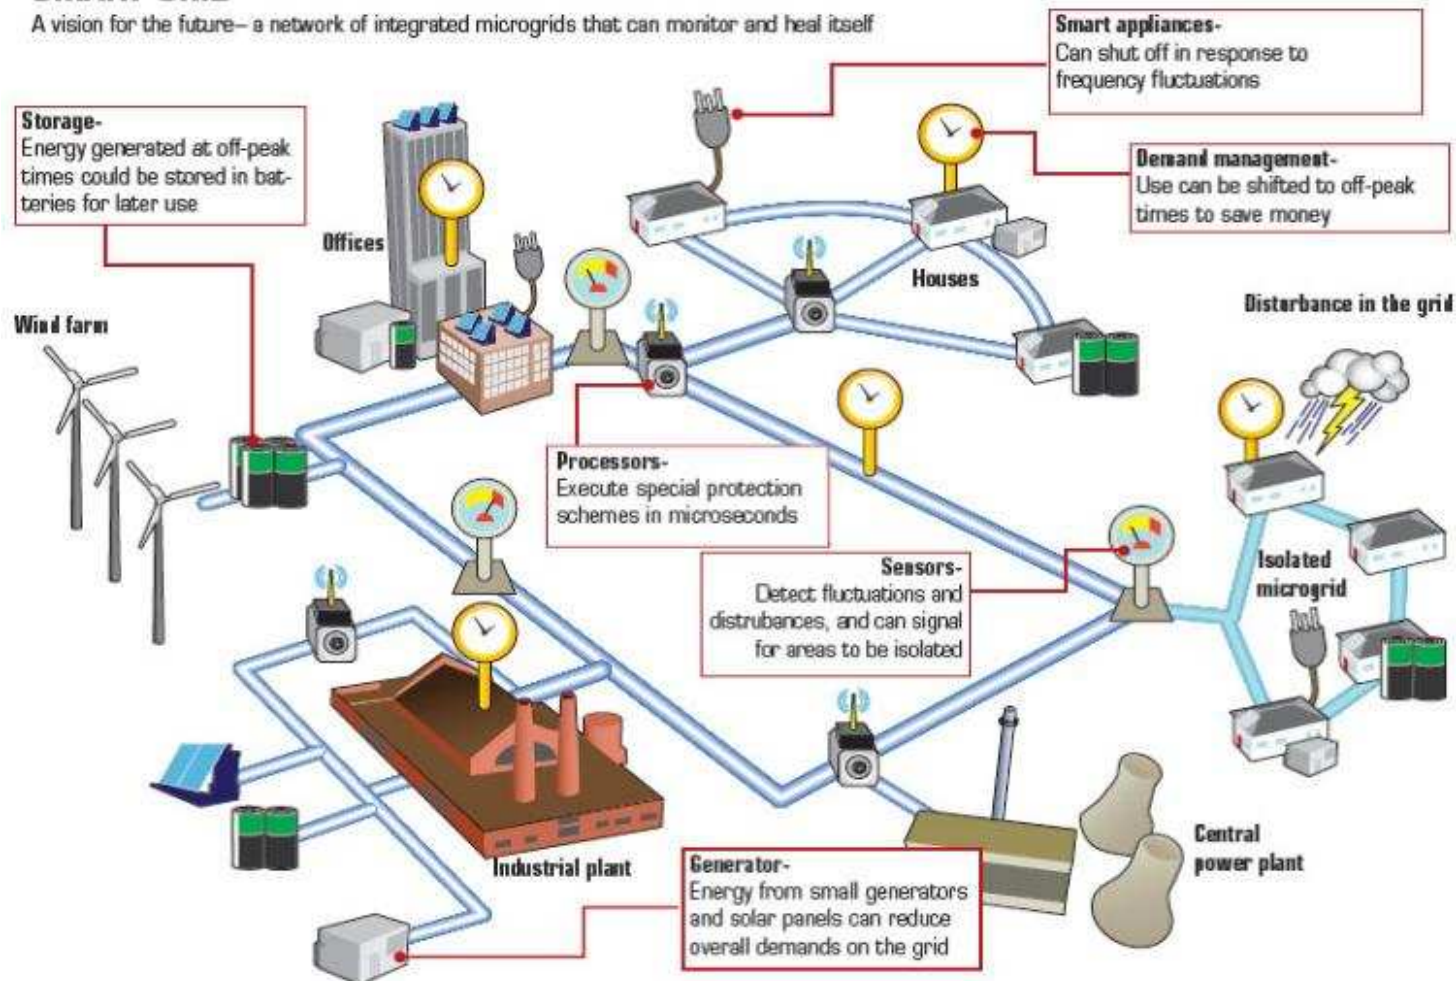 A vision for the future– a network of integrated microgrids that can monitor and heal itself
Smart appliances-
Can shut off in response to
frequency fluctuations
Storage-
Energy generated at off-peak
times could be stored in bat-
teries for later use
Demand management-
Use can be shifted to off-peak
times to save money
Offices
Houses
Wind farm
Disturbance in the grid
Processors-
Execute special protection
schemes in microseconds
Sensors-
Detect fluctuations and
distrubances, and can signal
for areas to be isolated
Isolated
microgrid
Industrial plant
Central
power plant
Generator-
Energy from small generators
and solar panels can reduce
overall demands on the grid